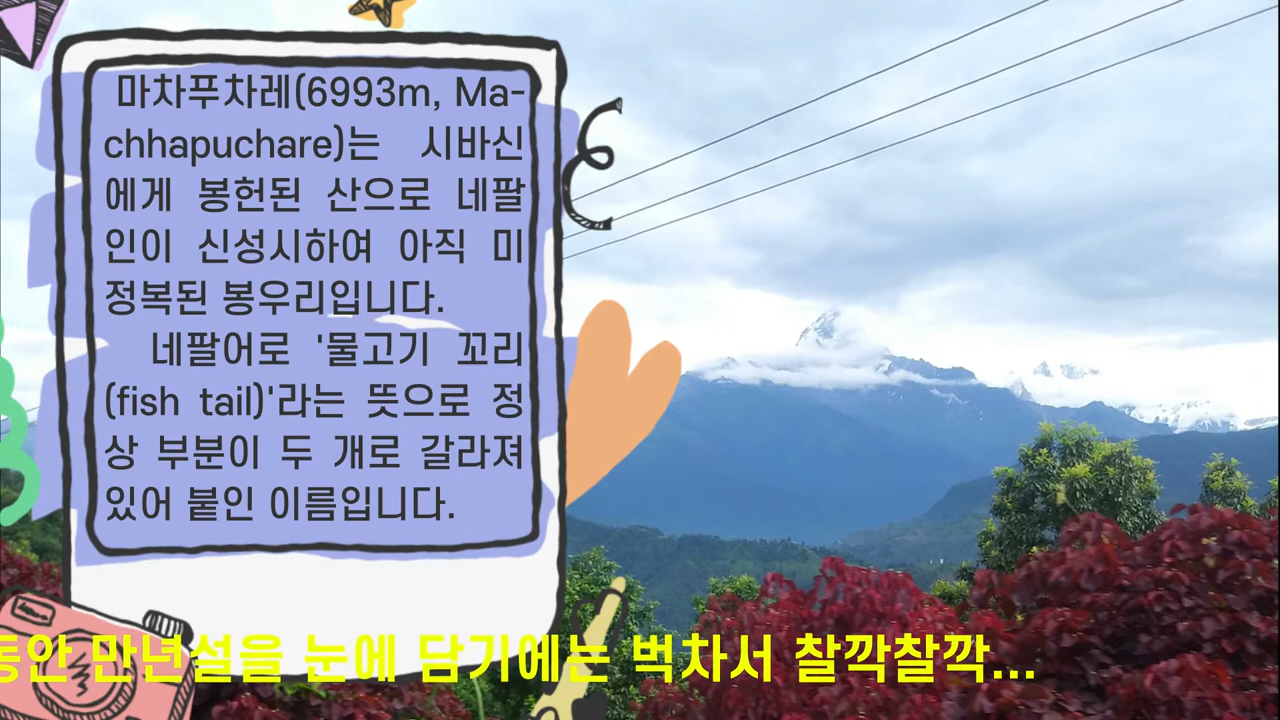 마차푸차레(6993m, Ma-
chhapuchare)는 시바신
에게 봉헌된 산으로 네팔
인이 신성시하여 아직 미
정복된 봉우리입니다.
네팔어로 '물고기 꼬리
(fish tail)'라는 뜻으로 정
상 부분이 두 개로 갈라져
있어 붙인 이름입니다.
동안 만년설을 눈에 담기에는 벅차서 찰깍찰깍...